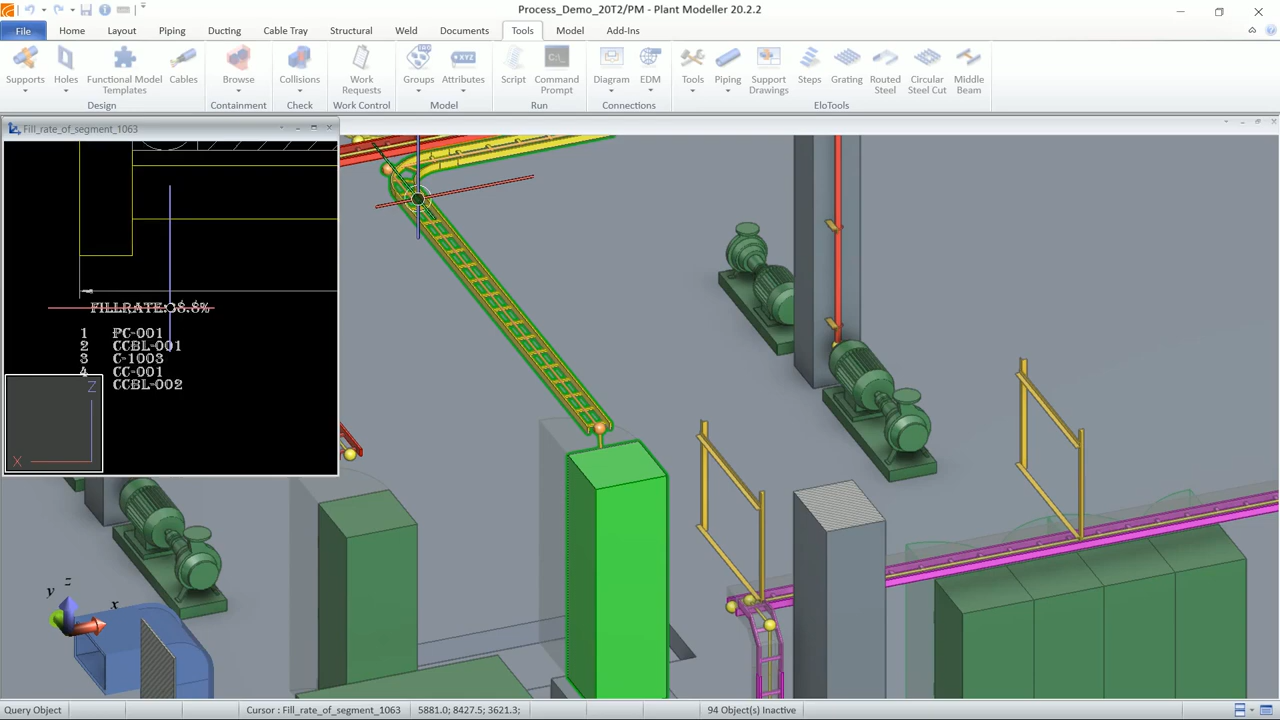 Process_Demo_20T2/PM - Plant Modeller 20.2.2
File Home Layout Piping Ducting Cable Tray Structural Weld Documents Tools Model Add-Ins
Supports Holes Functional Model Templates Cables Browse Collisions Work Requests Groups Attributes Script Command Prompt Diagram EDM Tools Piping Support Drawings Steps Grating Routed Steel Circular Steel Cut Middle Beam
Design Containment Check Work Control Model Run Connections EloTools
Fill_rate_of_segment_1063
FILLRATE:
1 PC-001
2 CCBL-001
3 C-1003
4 CC-001
CCBL-002
Z
X
z
y
x
Query Object Cursor : Fill_rate_of_segment_1063 5881.0; 8427.5; 3621.3; 94 Object(s) Inactive